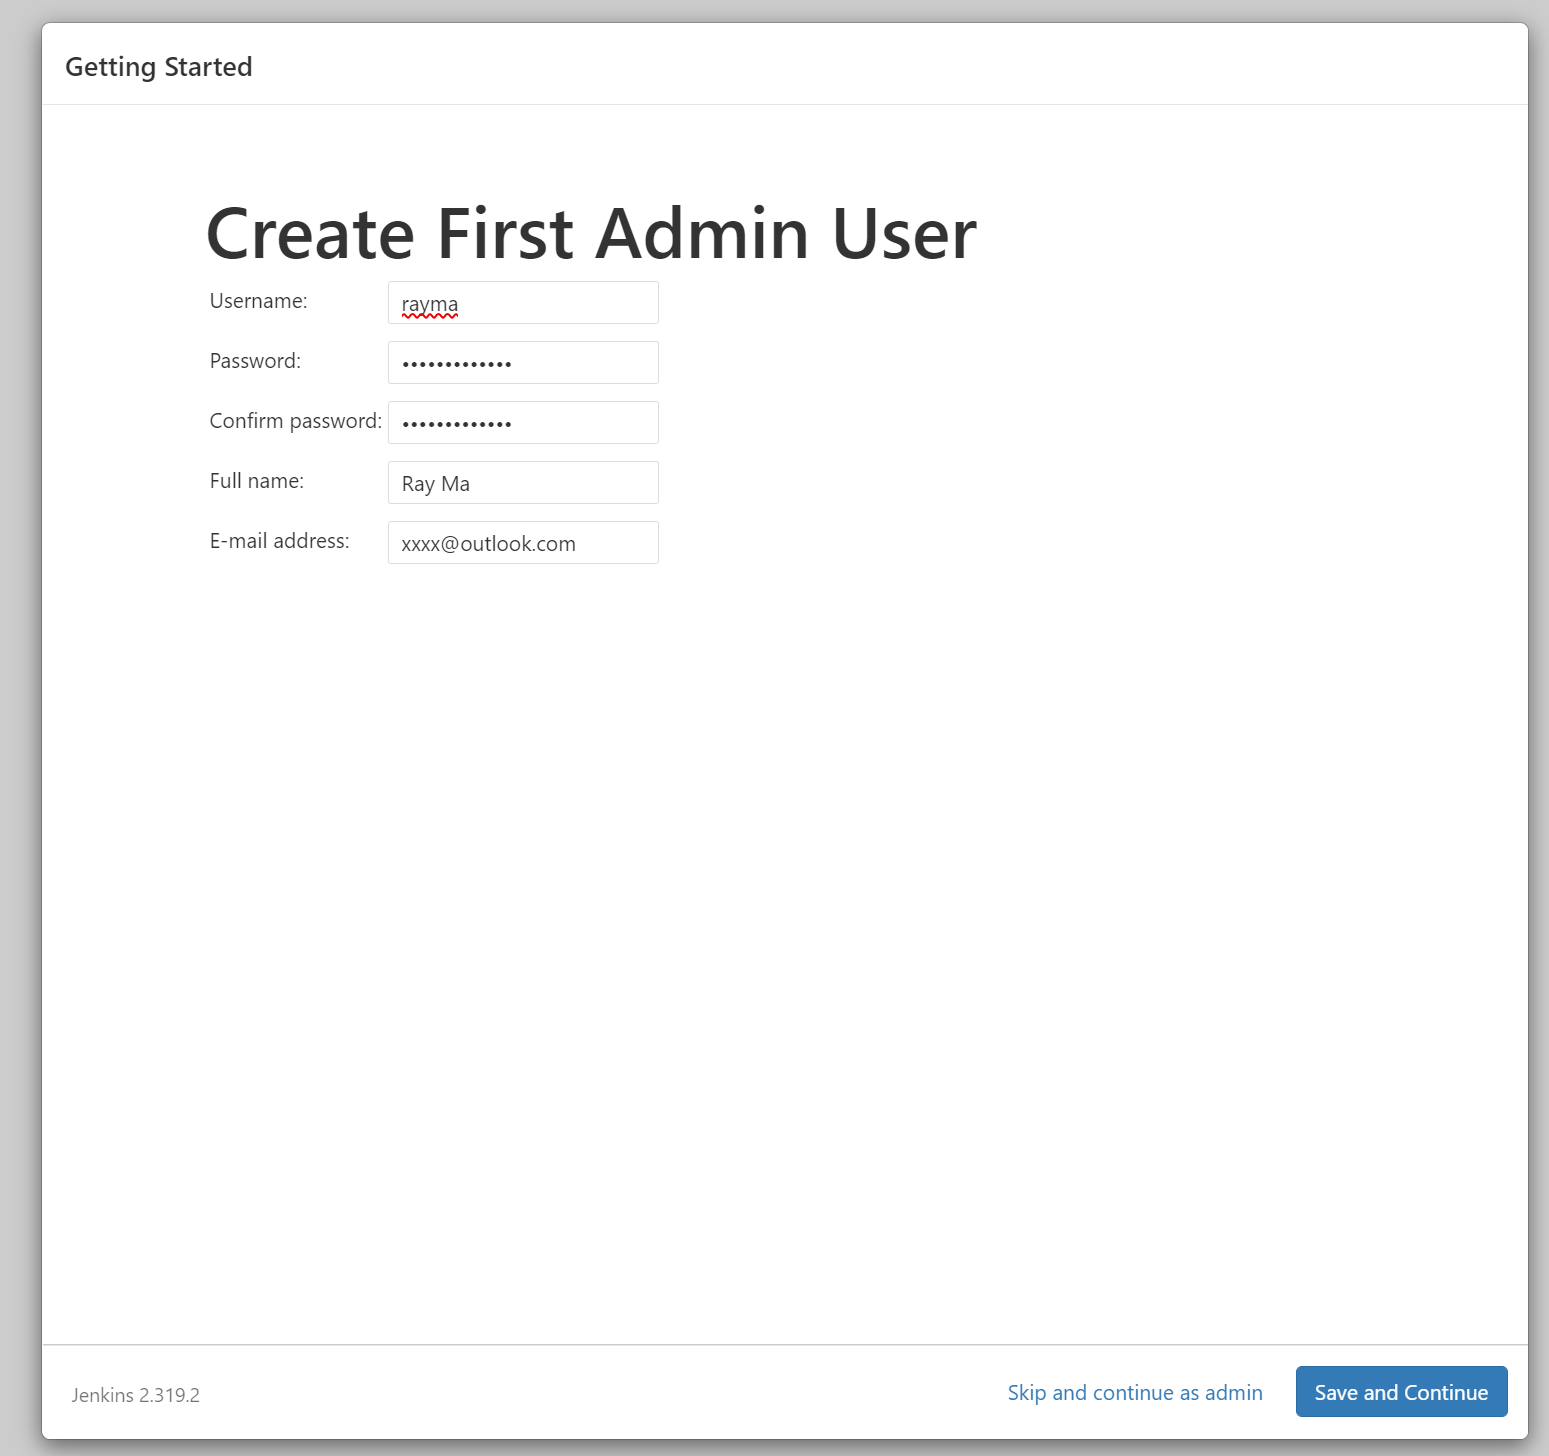 Getting Started
Create First Admin User
Username: rayma
Password: •••••••••••••
Confirm password: •••••••••••••
Full name: Ray Ma
E-mail address: xxxx@outlook.com
Jenkins 2.319.2 Skip and continue as admin Save and Continue